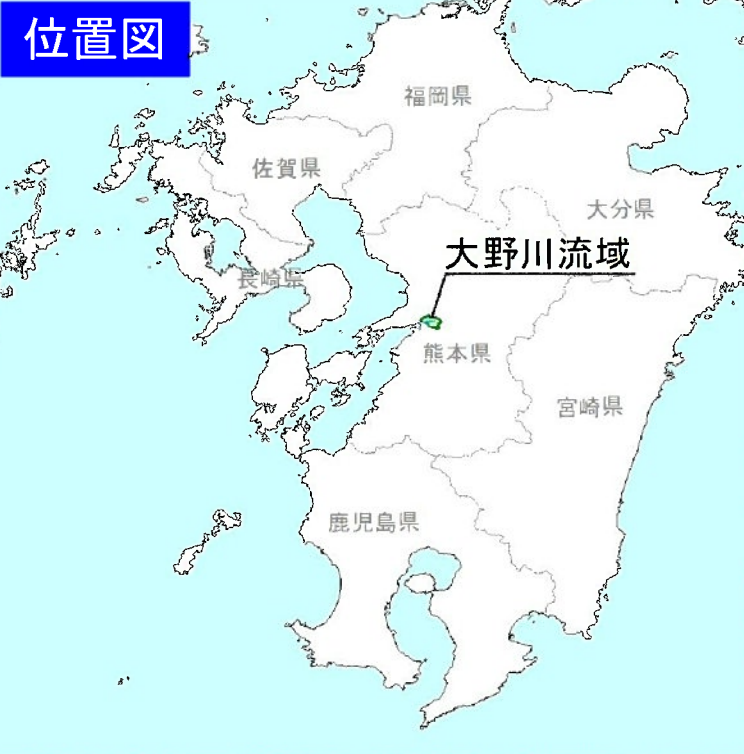 位置図
福岡県
佐賀県
大分県
大野川流域
長崎県
熊本県
宮崎県
鹿児島県